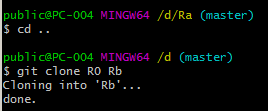 public@PC-004 MINGW64 /d/Ra (master)
$ cd ..
public@PC-004 MINGW64 /d (master)
$ git clone RO Rb
Cloning into 'Rb'...
done.